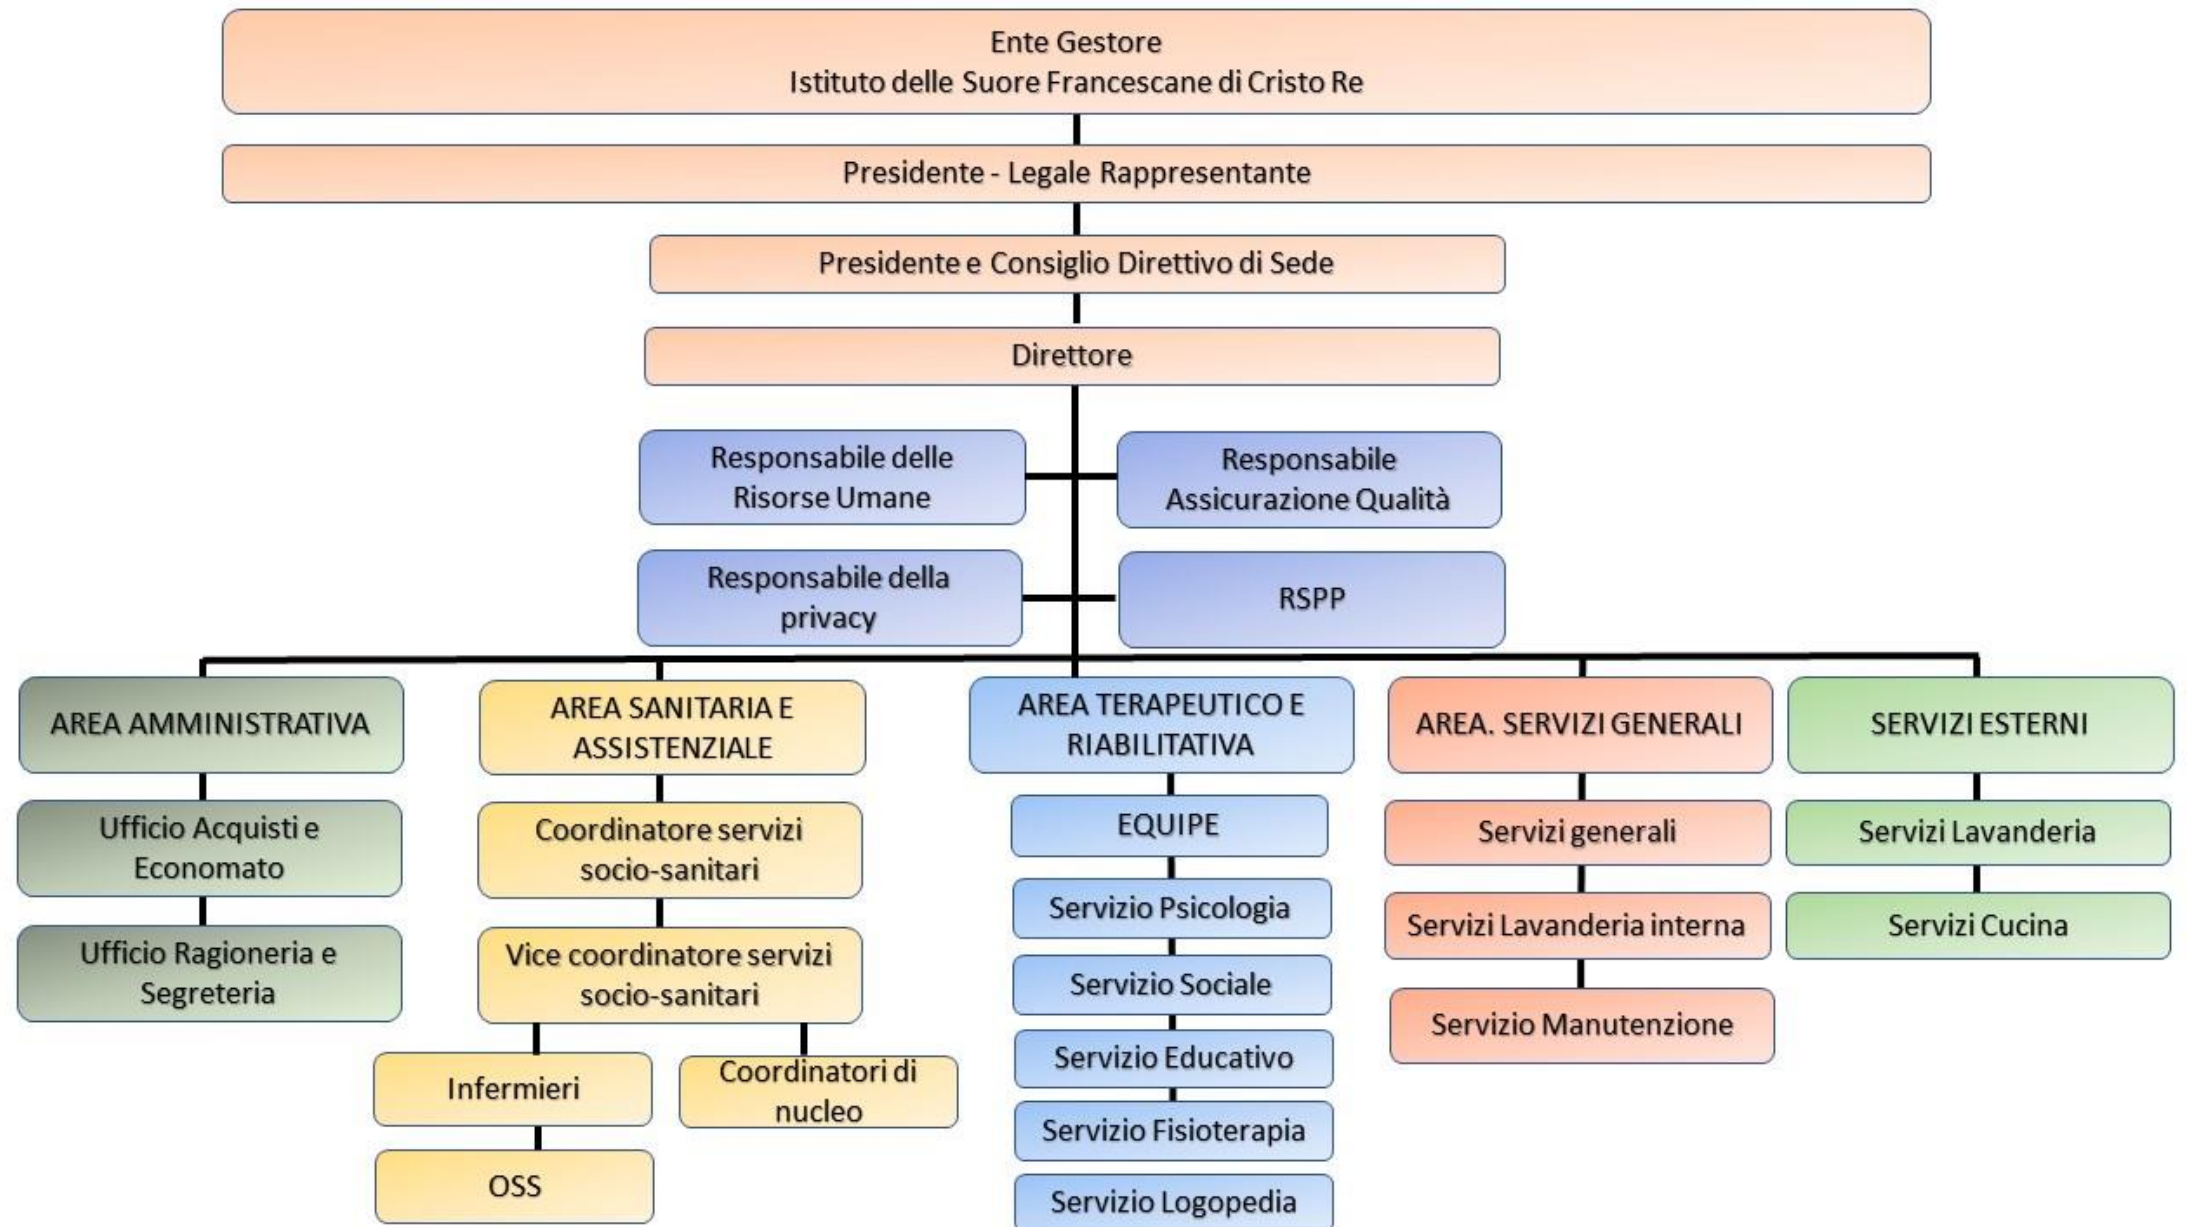 Ente Gestore
Istituto delle Suore Francescane di Cristo Re
Presidente - Legale Rappresentante
Presidente e Consiglio Direttivo di Sede
Direttore
Responsabile delle
Risorse Umane
Responsabile
Assicurazione Qualità
Responsabile della
privacy
RSPP
AREA AMMINISTRATIVA
Ufficio Acquisti e
Economato
Ufficio Ragioneria e
Segreteria
AREA SANITARIA E
ASSISTENZIALE
Coordinatore servizi
socio-sanitari
Vice coordinatore servizi
socio-sanitari
Infermieri
OSS
Coordinatori di
nucleo
AREA TERAPEUTICO E
RIABILITATIVA
EQUIPE
Servizio Psicologia
Servizio Sociale
Servizio Educativo
Servizio Fisioterapia
Servizio Logopedia
AREA. SERVIZI GENERALI
Servizi generali
Servizi Lavanderia interna
Servizio Manutenzione
SERVIZI ESTERNI
Servizi Lavanderia
Servizi Cucina